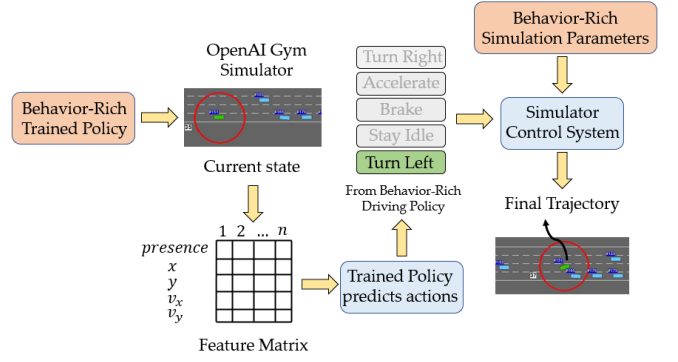 Behavior-Rich
Trained Policy
OpenAI Gym
Simulator
Current state
1 2 ... n
presence
x
y
v_x
v_y
Feature Matrix
Trained Policy
predicts actions
Turn Right
Accelerate
Brake
Stay Idle
Turn Left
From Behavior-Rich
Driving Policy
Behavior-Rich
Simulation Parameters
Simulator
Control System
Final Trajectory